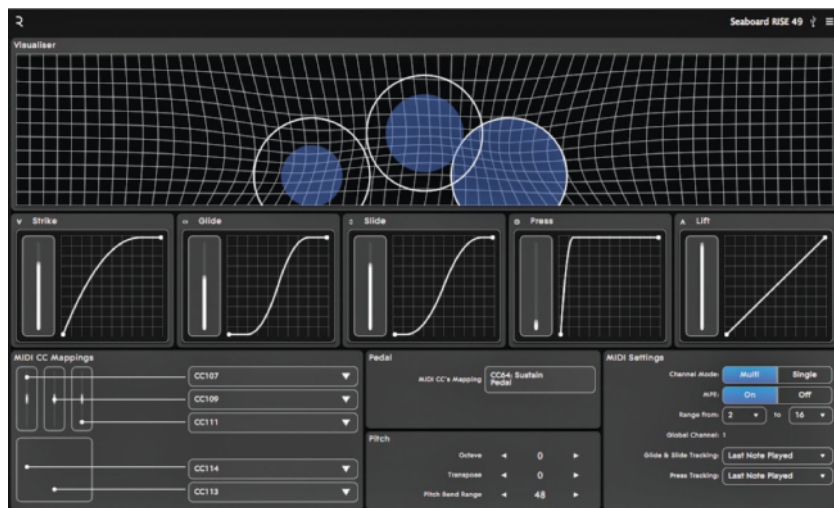 Seaboard RISE 49
Visualiser
Strike
Glide
Slide
Press
Lift
MIDI CC Mappings
CC107
CC109
CC111
CC114
CC113
Pedal
MIDI CC's Mapping
CC64: Sustain
Pedal
Pitch
Octave 0
Transpose 0
Pitch Bend Range 48
MIDI Settings
Channel Mode: Multi Single
MPE: On Off
Range from: 2 to 16
Global Channel: 1
Glide & Slide Tracking: Last Note Played
Press Tracking: Last Note Played